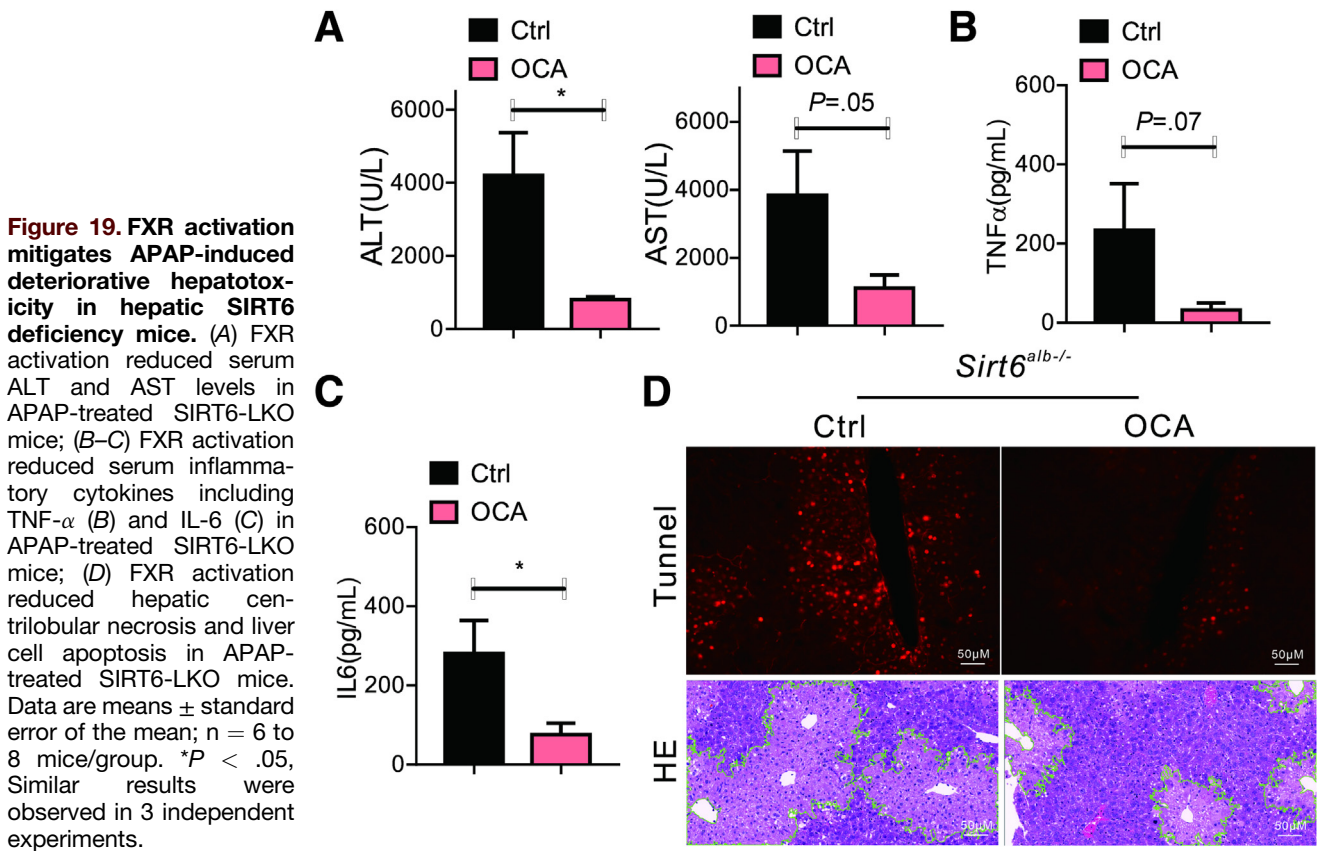 Figure 19. FXR activation
mitigates APAP-induced
deteriorative hepatotox-
icity in hepatic SIRT6
deficiency mice. (A) FXR
activation reduced serum
ALT and AST levels in
APAP-treated SIRT6-LKO
mice; (B–C) FXR activation
reduced serum inflamma-
tory cytokines including
TNF-α (B) and IL-6 (C) in
APAP-treated SIRT6-LKO
mice; (D) FXR activation
reduced hepatic cen-
trilobular necrosis and liver
cell apoptosis in APAP-
treated SIRT6-LKO mice.
Data are means ± standard
error of the mean; n = 6 to
8 mice/group. *P < .05,
Similar results were
observed in 3 independent
experiments.
A
Ctrl
OCA
*
ALT(U/L)
6000
4000
2000
0
Ctrl
OCA
P=.05
AST(U/L)
6000
4000
2000
0
B
Ctrl
OCA
P=.07
TNFα(pg/mL)
600
400
200
0
C
Ctrl
OCA
*
IL6(pg/mL)
600
400
200
0
D
Sirt6alb-/-
Ctrl
OCA
Tunnel
50μM
50μM
HE
50μM
50μM